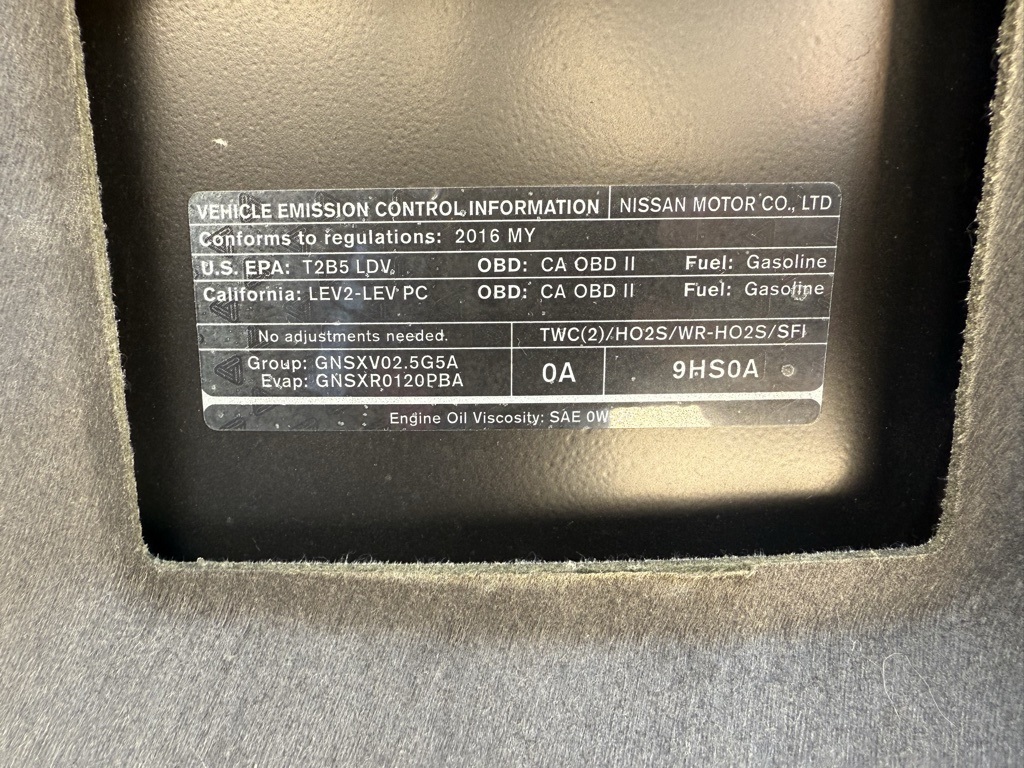 VEHICLE EMISSION CONTROL INFORMATION NISSAN MOTOR CO., LTD
Conforms to regulations: 2016 MY
U.S. EPA: T2B5 LDV OBD: CA OBD II Fuel: Gasoline
California: LEV2-LEV PC OBD: CA OBD II Fuel: Gasoline
No adjustments needed. TWC(2)/HO2S/WR-HO2S/SFI
Group: GNSXV02.5G5A
Evap: GNSXR0120PBA
0A 9HS0A
Engine Oil Viscosity: SAE 0W